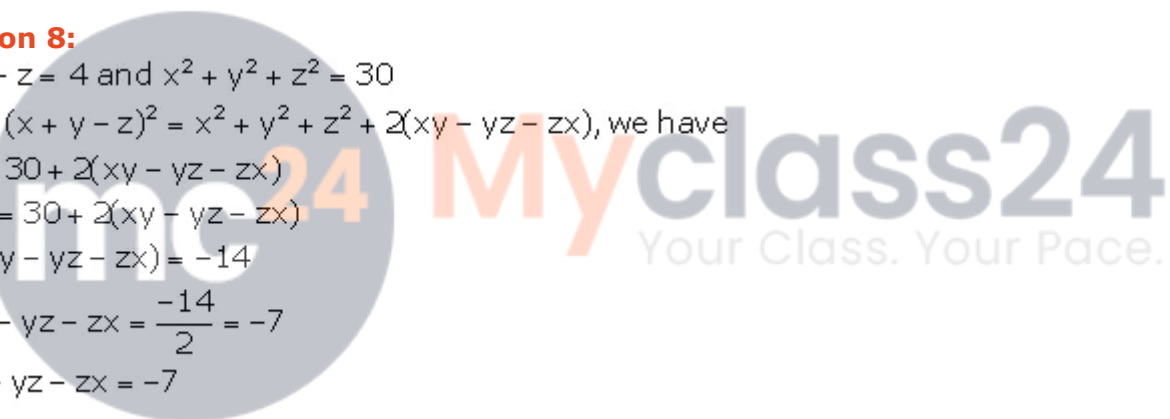 on 8:
- z = 4 and x² + y² + z² = 30
(x + y – z)² = x² + y² + z² + 2(xy – yz – zx), we have
30 + 2(xy – yz – zx)
= 30 + 2(xy – yz – zx)
y – yz – zx) = –14
– yz – zx = –14/2 = –7
yz – zx = –7
mc24
Myclass24
Your Class. Your Pace.